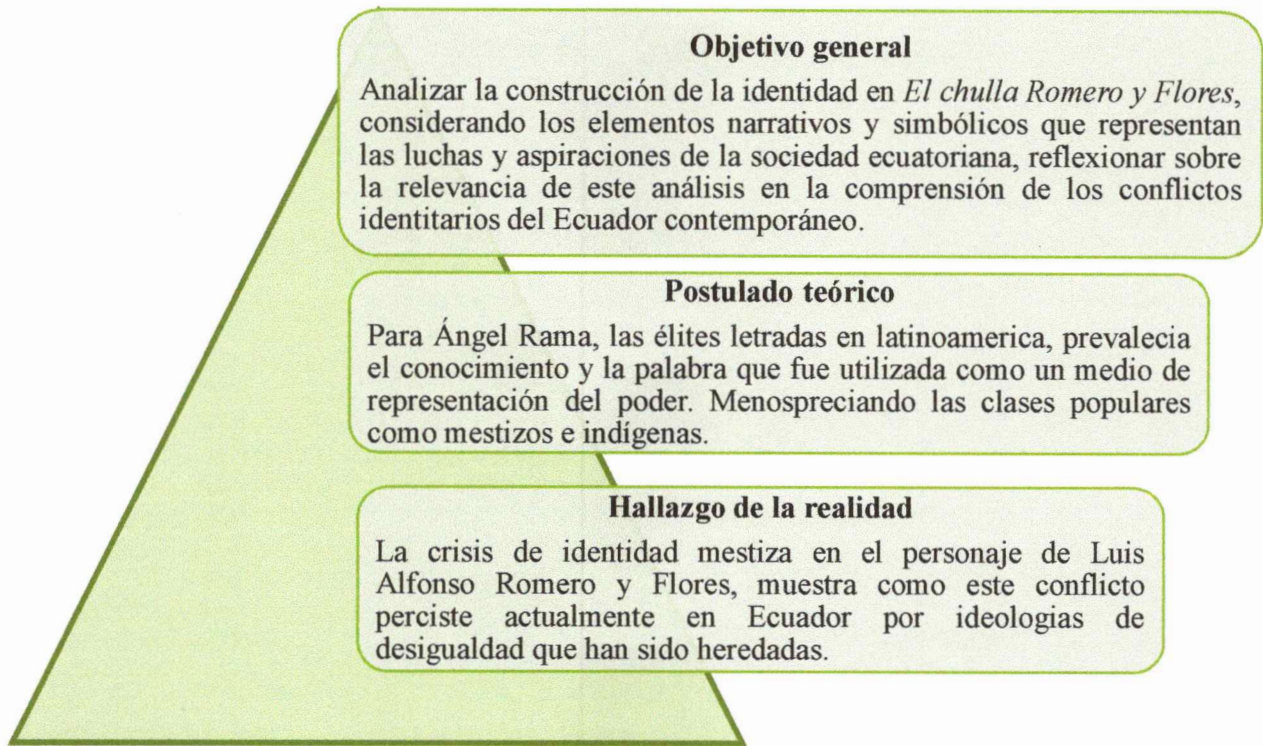 Objetivo general
Analizar la construcción de la identidad en El chulla Romero y Flores,
considerando los elementos narrativos y simbólicos que representan
las luchas y aspiraciones de la sociedad ecuatoriana, reflexionar sobre
la relevancia de este análisis en la comprensión de los conflictos
identitarios del Ecuador contemporáneo.
Postulado teórico
Para Ángel Rama, las élites letradas en latinoamerica, prevalecia
el conocimiento y la palabra que fue utilizada como un medio de
representación del poder. Menospreciando las clases populares
como mestizos e indígenas.
Hallazgo de la realidad
La crisis de identidad mestiza en el personaje de Luis
Alfonso Romero y Flores, muestra como este conflicto
perciste actualmente en Ecuador por ideologias de
desigualdad que han sido heredadas.